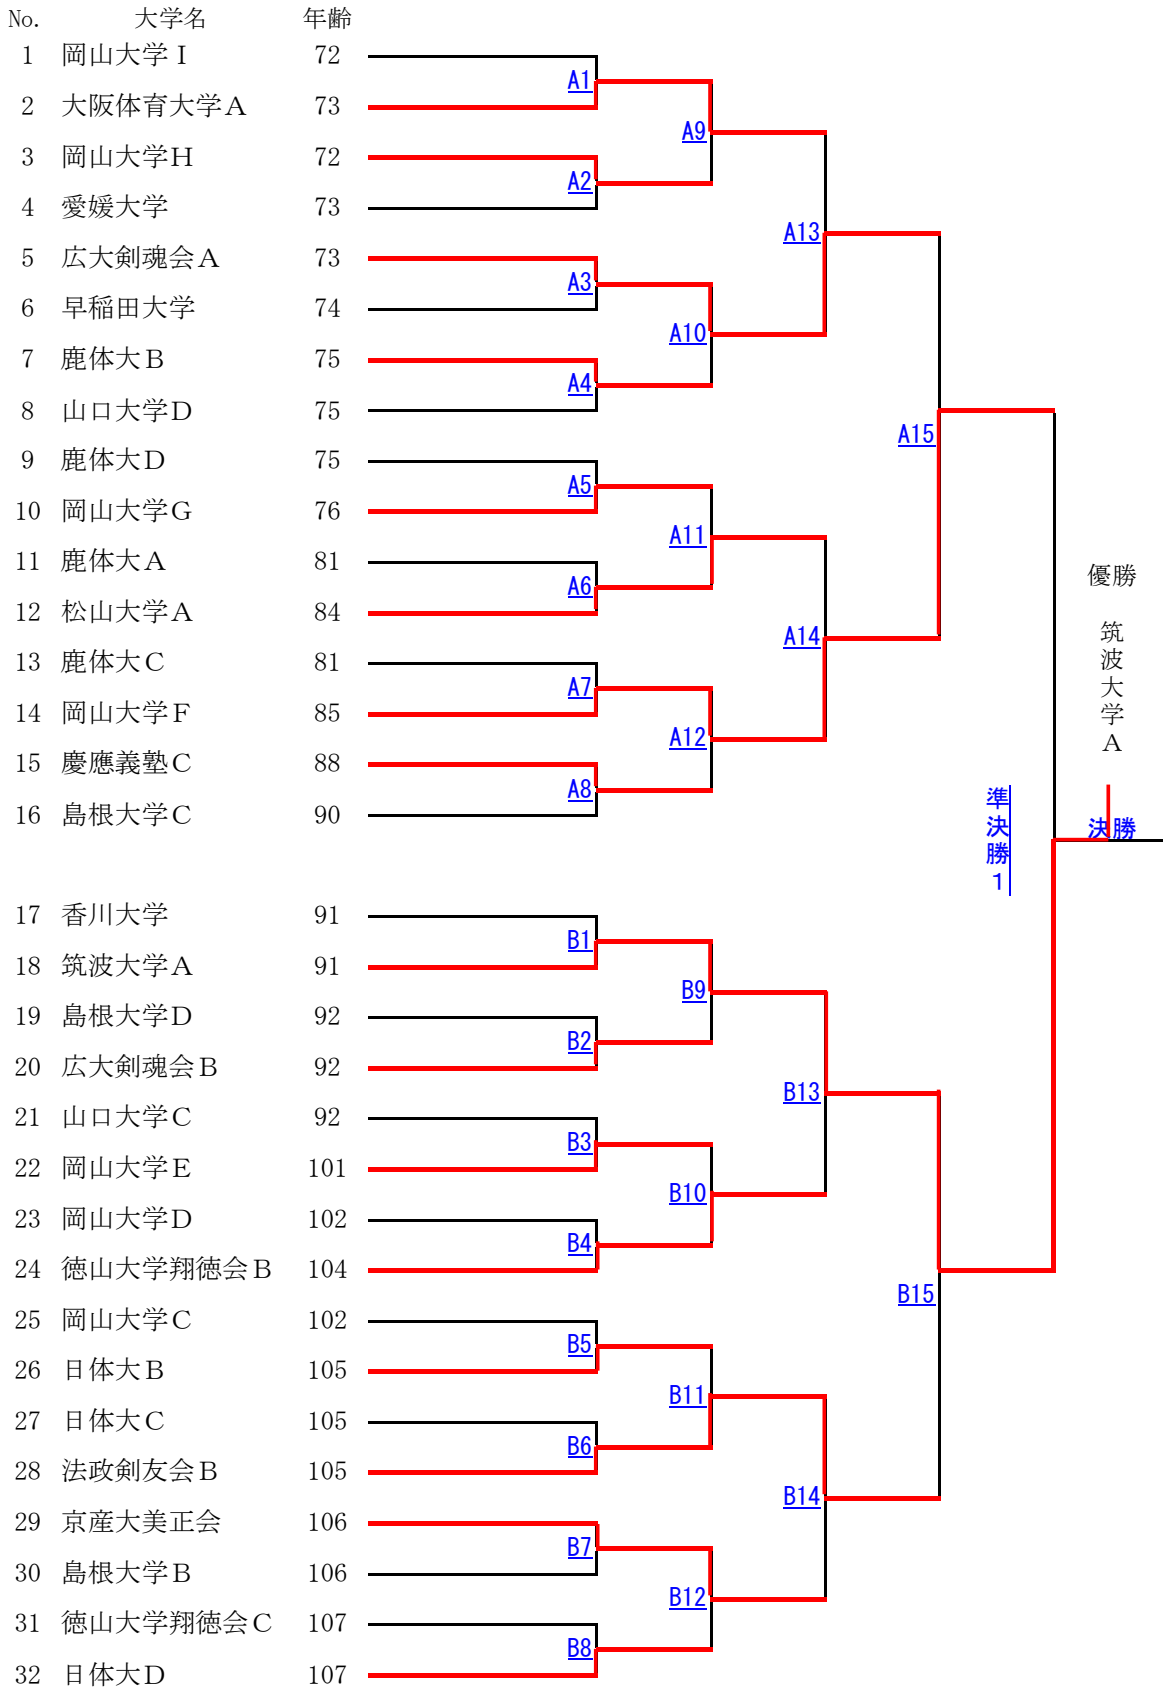 No. 大学名 年齢
1 岡山大学Ｉ 72
A1
2 大阪体育大学Ａ 73
A9
3 岡山大学Ｈ 72
A2
4 愛媛大学 73
A13
5 広大剣魂会Ａ 73
A3
6 早稲田大学 74
A10
7 鹿体大Ｂ 75
A4
8 山口大学Ｄ 75
A15
9 鹿体大Ｄ 75
A5
10 岡山大学Ｇ 76
A11
11 鹿体大Ａ 81
A6
12 松山大学Ａ 84
A14
13 鹿体大Ｃ 81
A7
14 岡山大学Ｆ 85
A12
15 慶應義塾Ｃ 88
A8
16 島根大学Ｃ 90
優勝
筑波大学Ａ
準決勝１
決勝
17 香川大学 91
B1
18 筑波大学Ａ 91
B9
19 島根大学Ｄ 92
B2
20 広大剣魂会Ｂ 92
B13
21 山口大学Ｃ 92
B3
22 岡山大学Ｅ 101
B10
23 岡山大学Ｄ 102
B4
24 徳山大学翔徳会Ｂ 104
B15
25 岡山大学Ｃ 102
B5
26 日体大Ｂ 105
B11
27 日体大Ｃ 105
B6
28 法政剣友会Ｂ 105
B14
29 京産大美正会 106
B7
30 島根大学Ｂ 106
B12
31 徳山大学翔徳会Ｃ 107
B8
32 日体大Ｄ 107